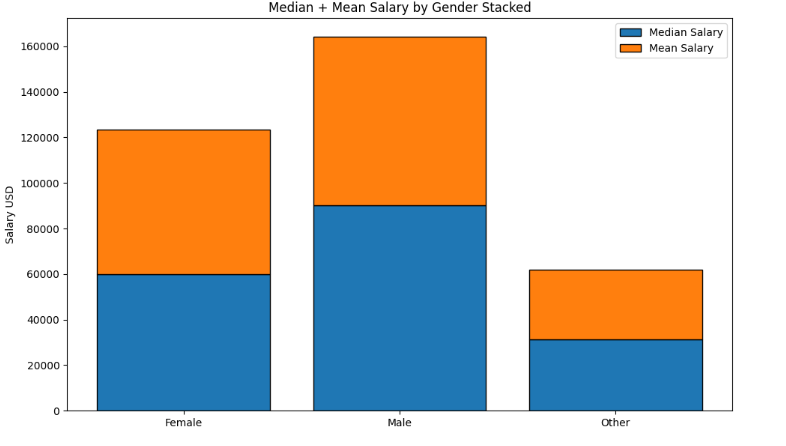 Median + Mean Salary by Gender Stacked
Median Salary
Mean Salary
Salary USD
160000
140000
120000
100000
80000
60000
40000
20000
0
Female
Male
Other